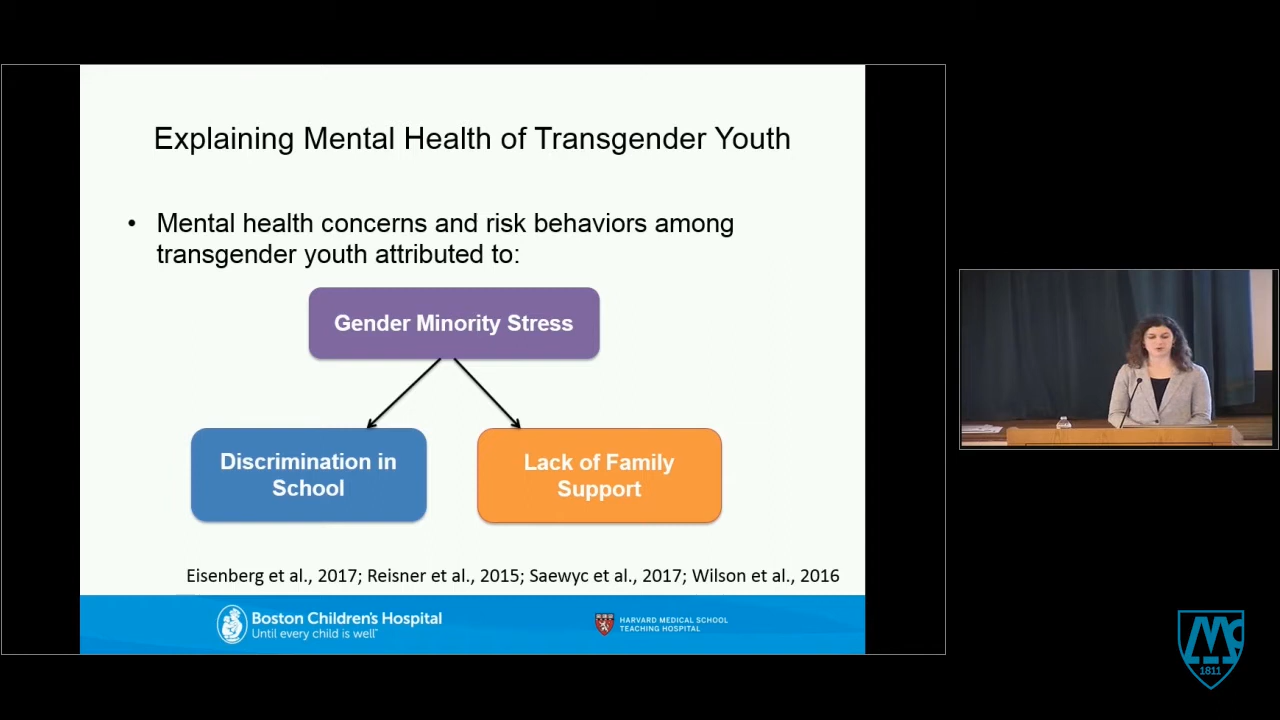 Explaining Mental Health of Transgender Youth
• Mental health concerns and risk behaviors among
transgender youth attributed to:
Gender Minority Stress
Discrimination in
School
Lack of Family
Support
Eisenberg et al., 2017; Reisner et al., 2015; Saewyc et al., 2017; Wilson et al., 2016
Boston Children's Hospital
Until every child is well™
HARVARD MEDICAL SCHOOL
TEACHING HOSPITAL
Mc
1811